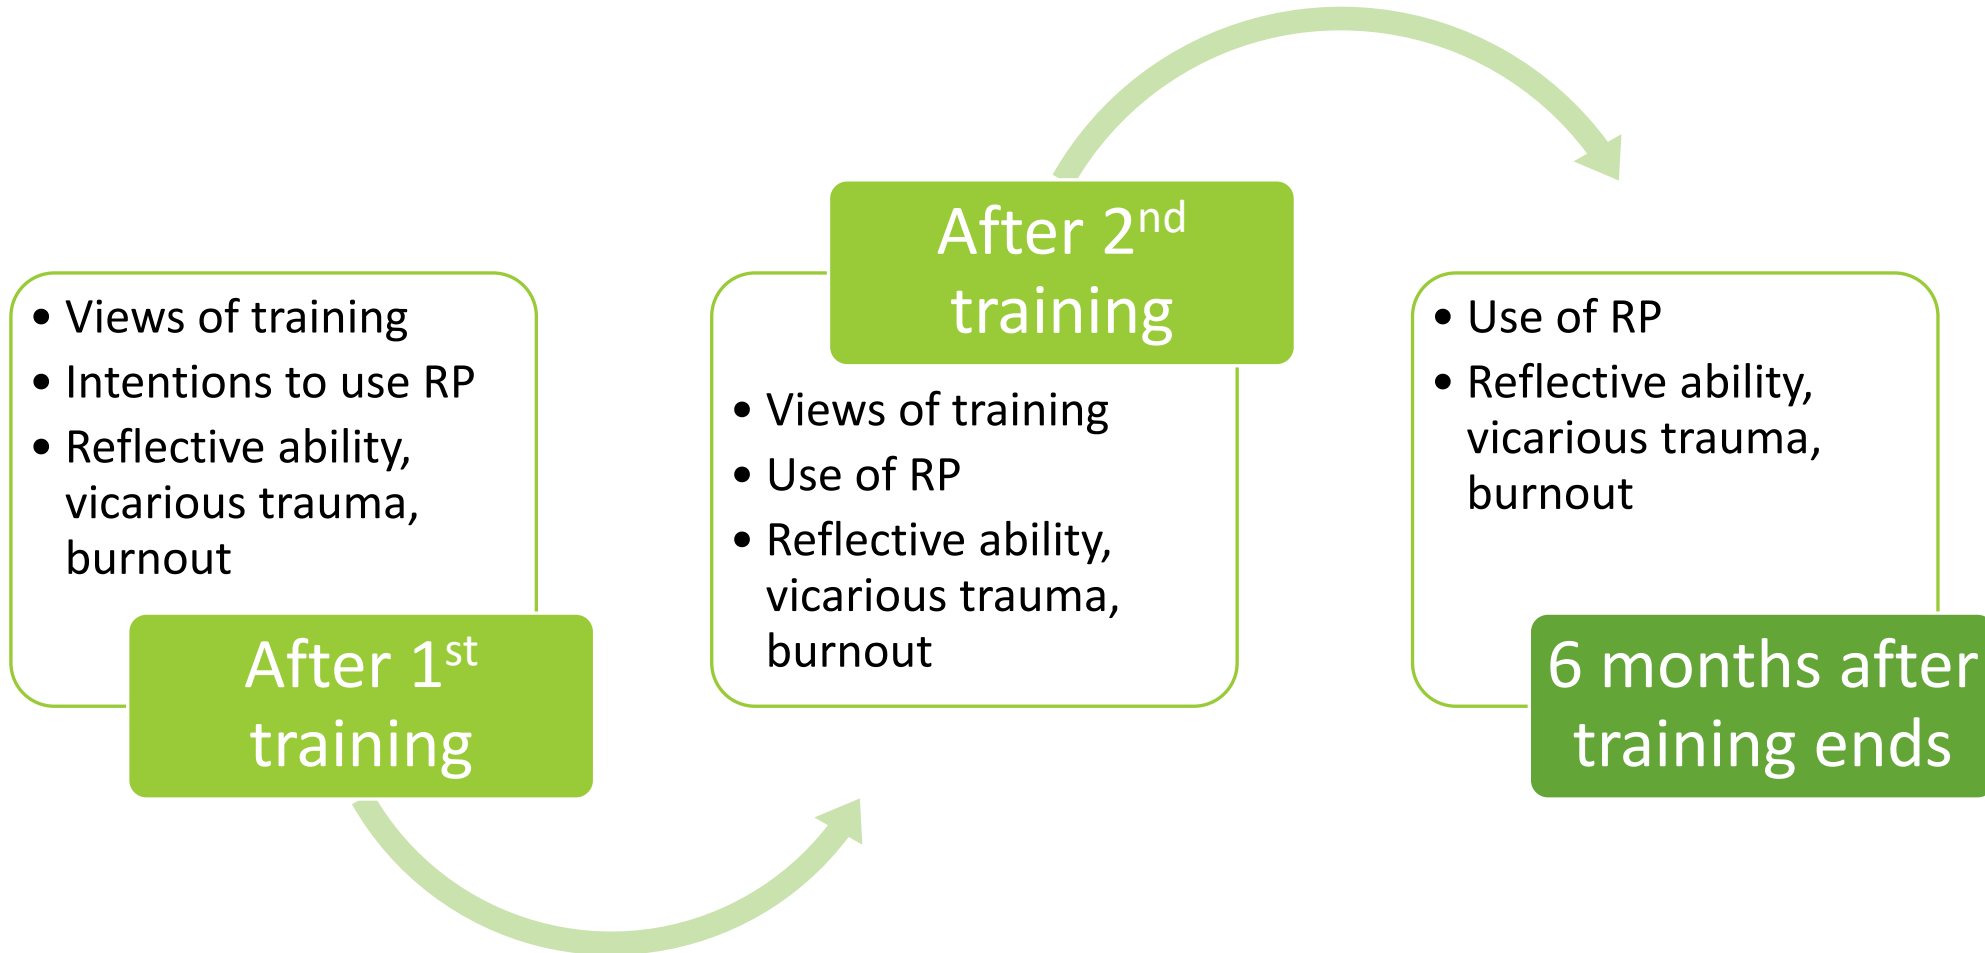 • Views of training
• Intentions to use RP
• Reflective ability,
vicarious trauma,
burnout
After 1st
training
After 2nd
training
• Views of training
• Use of RP
• Reflective ability,
vicarious trauma,
burnout
• Use of RP
• Reflective ability,
vicarious trauma,
burnout
6 months after
training ends